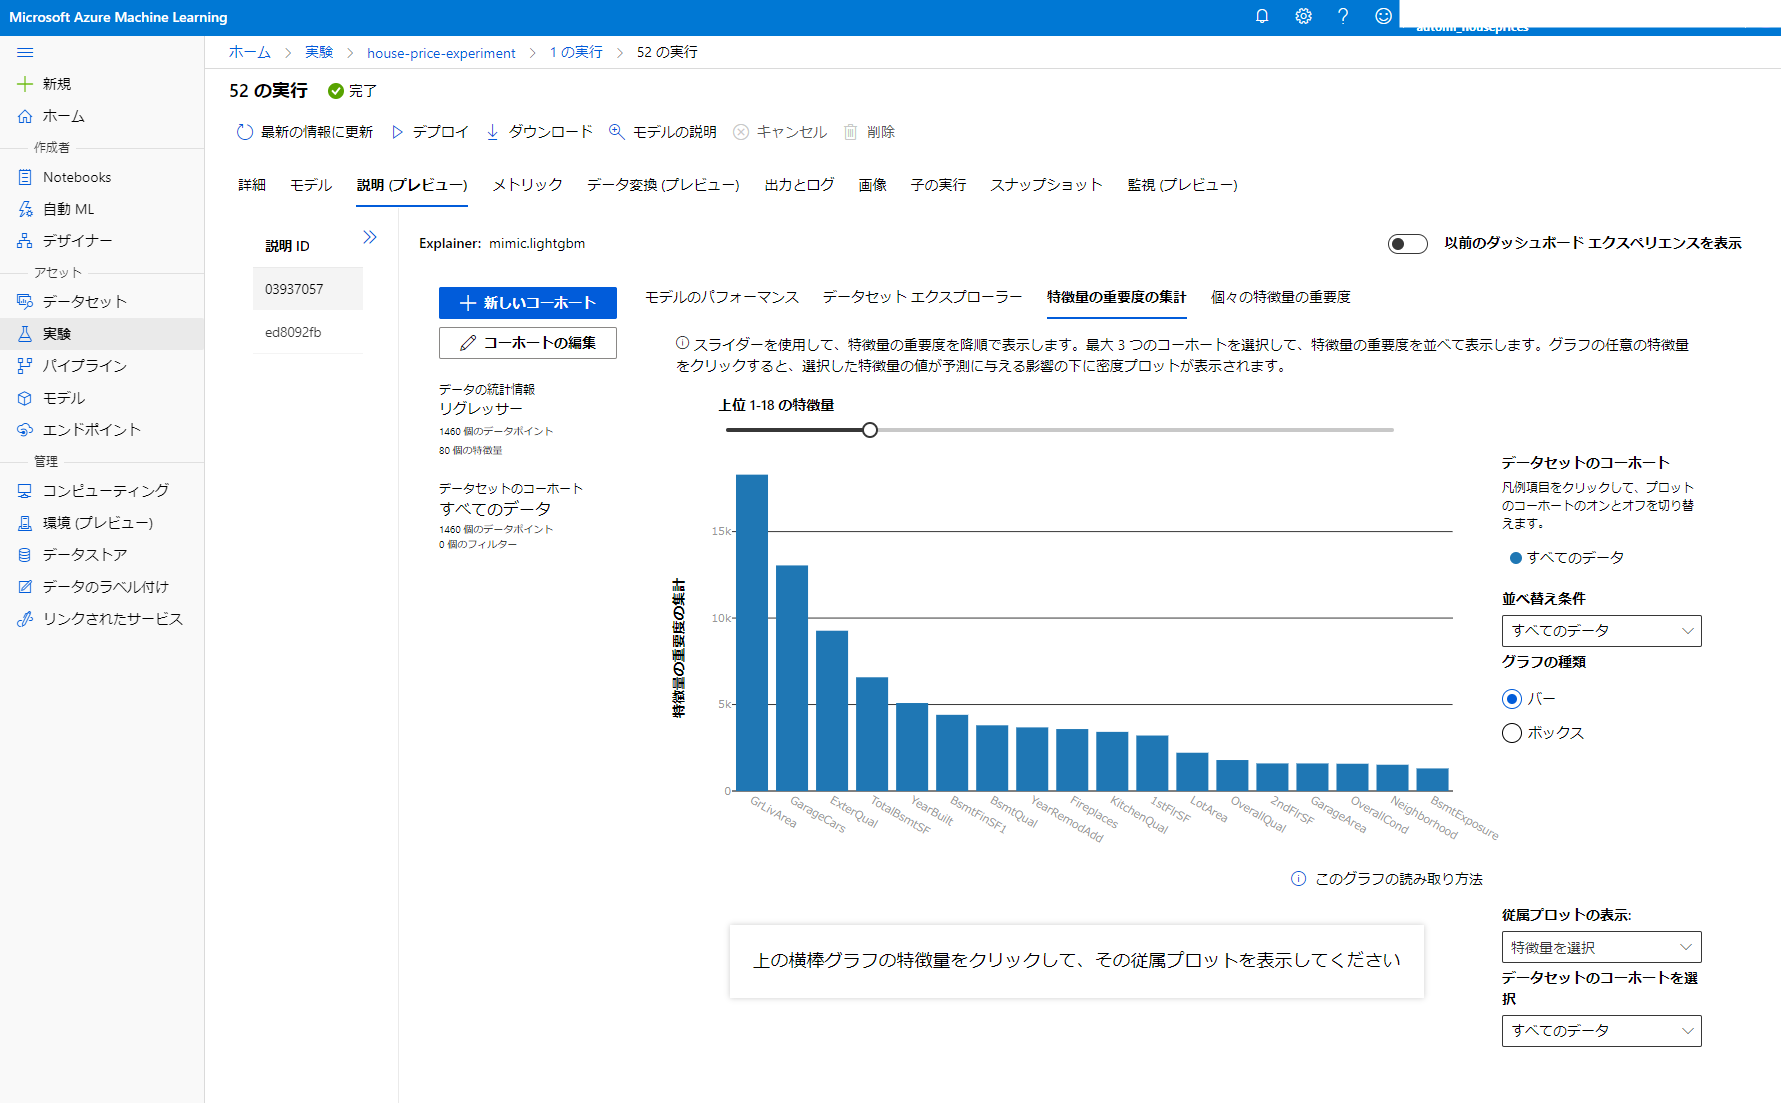 Microsoft Azure Machine Learning
automl_houseprices
ホーム > 実験 > house-price-experiment > 1 の実行 > 52 の実行
52 の実行 完了
最新の情報に更新 デプロイ ダウンロード モデルの説明 キャンセル 削除
詳細 モデル 説明 (プレビュー) メトリック データ変換 (プレビュー) 出力とログ 画像 子の実行 スナップショット 監視 (プレビュー)
新規
ホーム
作成者
Notebooks
自動 ML
デザイナー
アセット
データセット
実験
パイプライン
モデル
エンドポイント
管理
コンピューティング
環境 (プレビュー)
データストア
データのラベル付け
リンクされたサービス
説明 ID
03937057
ed8092fb
Explainer: mimic.lightgbm
以前のダッシュボード エクスペリエンスを表示
新しいコーホート
コーホートの編集
データの統計情報
リグレッサー
1460 個のデータポイント
80 個の特徴量
データセットのコーホート
すべてのデータ
1460 個のデータポイント
0 個のフィルター
モデルのパフォーマンス データセット エクスプローラー 特徴量の重要度の集計 個々の特徴量の重要度
スライダーを使用して、特徴量の重要度を降順で表示します。最大 3 つのコーホートを選択して、特徴量の重要度を並べて表示します。グラフの任意の特徴量
をクリックすると、選択した特徴量の値が予測に与える影響の下に密度プロットが表示されます。
上位 1-18 の特徴量
特徴量の重要度の集計
15k
10k
5k
0
GrLivArea
GarageCars
ExterQual
TotalBsmtSF
YearBuilt
BsmtFinSF1
BsmtQual
YearRemodAdd
Fireplaces
KitchenQual
1stFlrSF
LotArea
OverallQual
2ndFlrSF
GarageArea
OverallCond
Neighborhood
BsmtExposure
データセットのコーホート
凡例項目をクリックして、プロット
のコーホートのオンとオフを切り替
えます。
すべてのデータ
並べ替え条件
すべてのデータ
グラフの種類
バー
ボックス
このグラフの読み取り方法
上の横棒グラフの特徴量をクリックして、その従属プロットを表示してください
従属プロットの表示:
特徴量を選択
データセットのコーホートを選
択
すべてのデータ